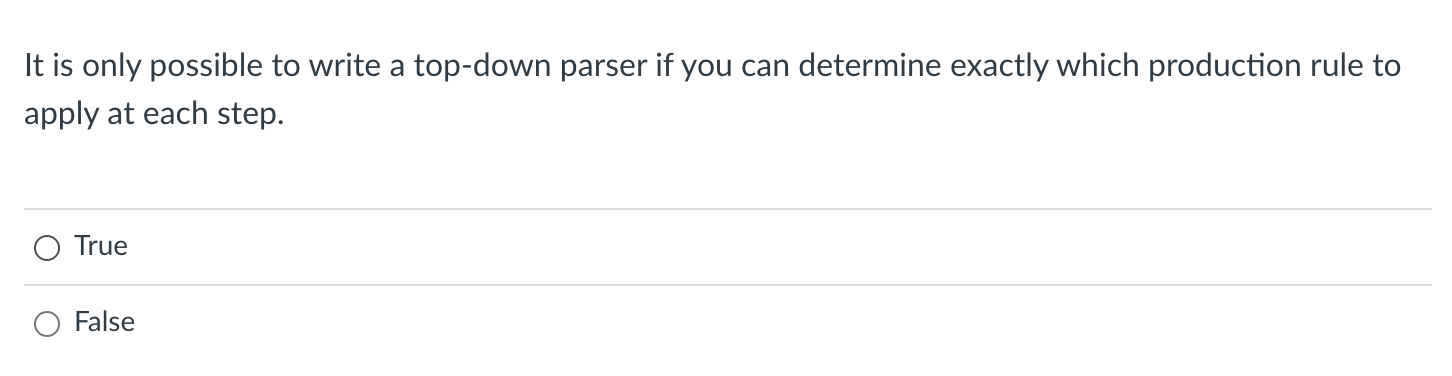 It is only possible to write a top-down parser if you can determine exactly which production rule to
apply at each step.
True
False